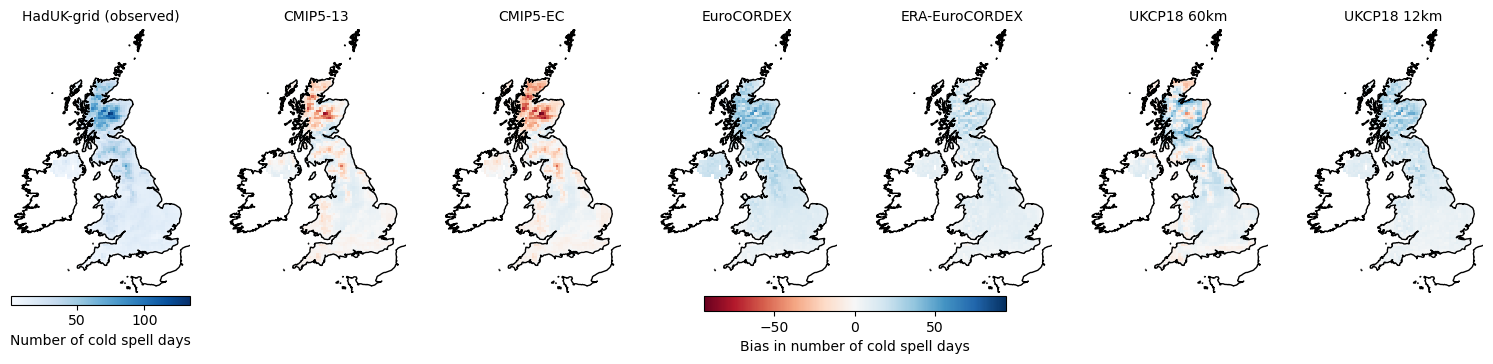 HadUK-grid (observed) CMIP5-13 CMIP5-EC EuroCORDEX ERA-EuroCORDEX UKCP18 60km UKCP18 12km
50 100
Number of cold spell days
−50 0 50
Bias in number of cold spell days